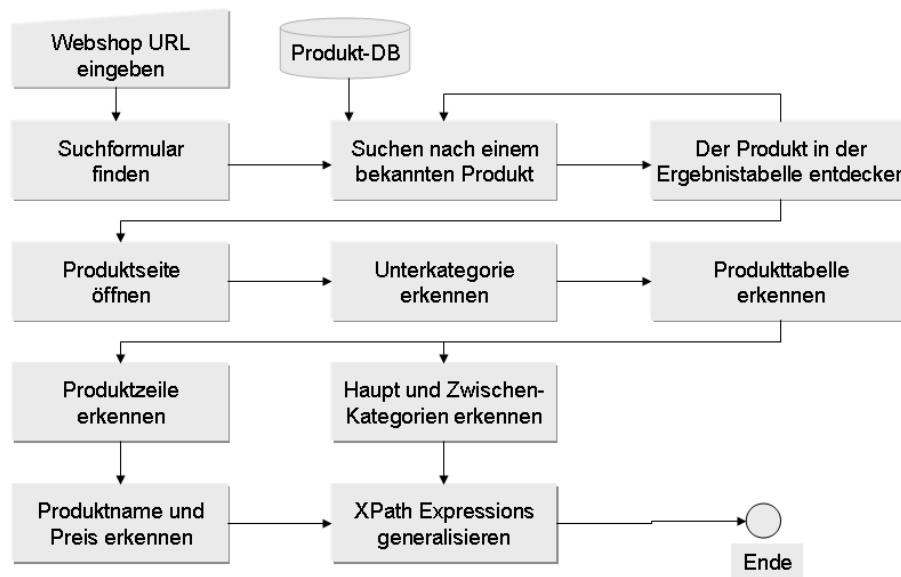 Webshop URL
eingeben
Produkt-DB
Suchformular
finden
Suchen nach einem
bekannten Produkt
Der Produkt in der
Ergebnistabelle entdecken
Produktseite
öffnen
Unterkategorie
erkennen
Produkttabelle
erkennen
Produktzeile
erkennen
Haupt und Zwischen-
Kategorien erkennen
Produktname und
Preis erkennen
XPath Expressions
generalisieren
Ende